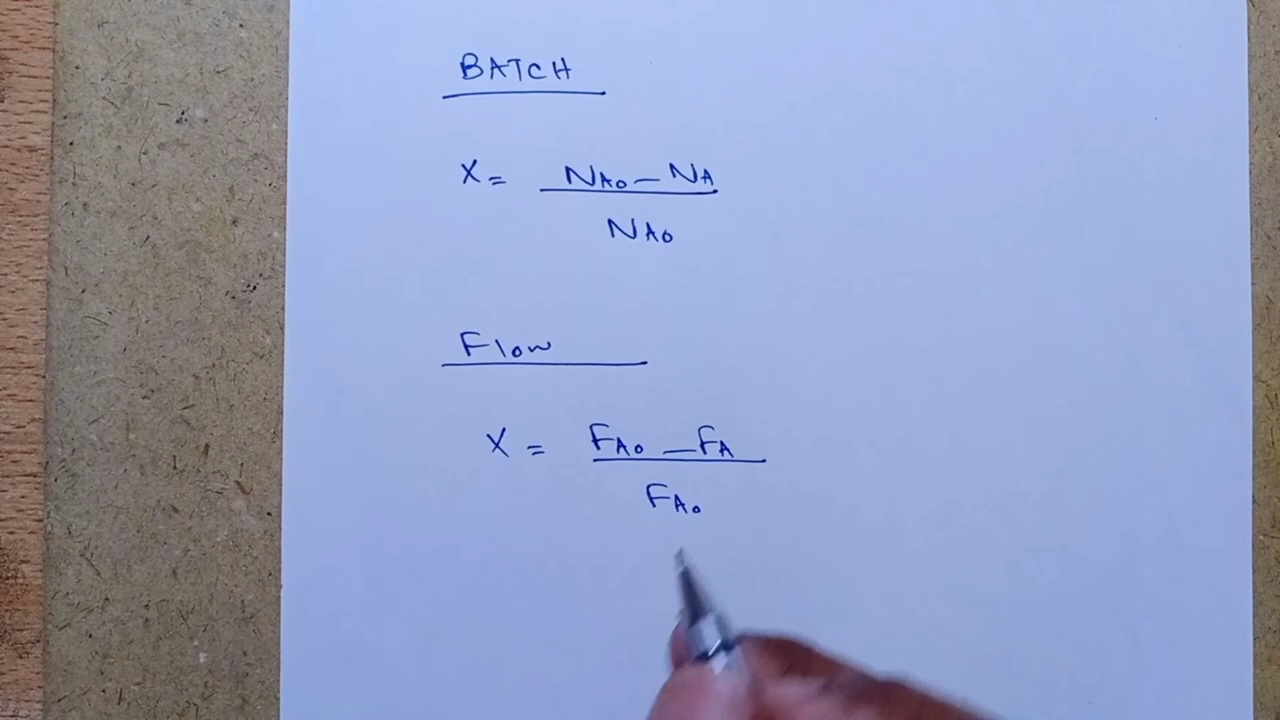 BATCH
X = NA0 - NA
NA0
Flow
X = FA0 - FA
FA0